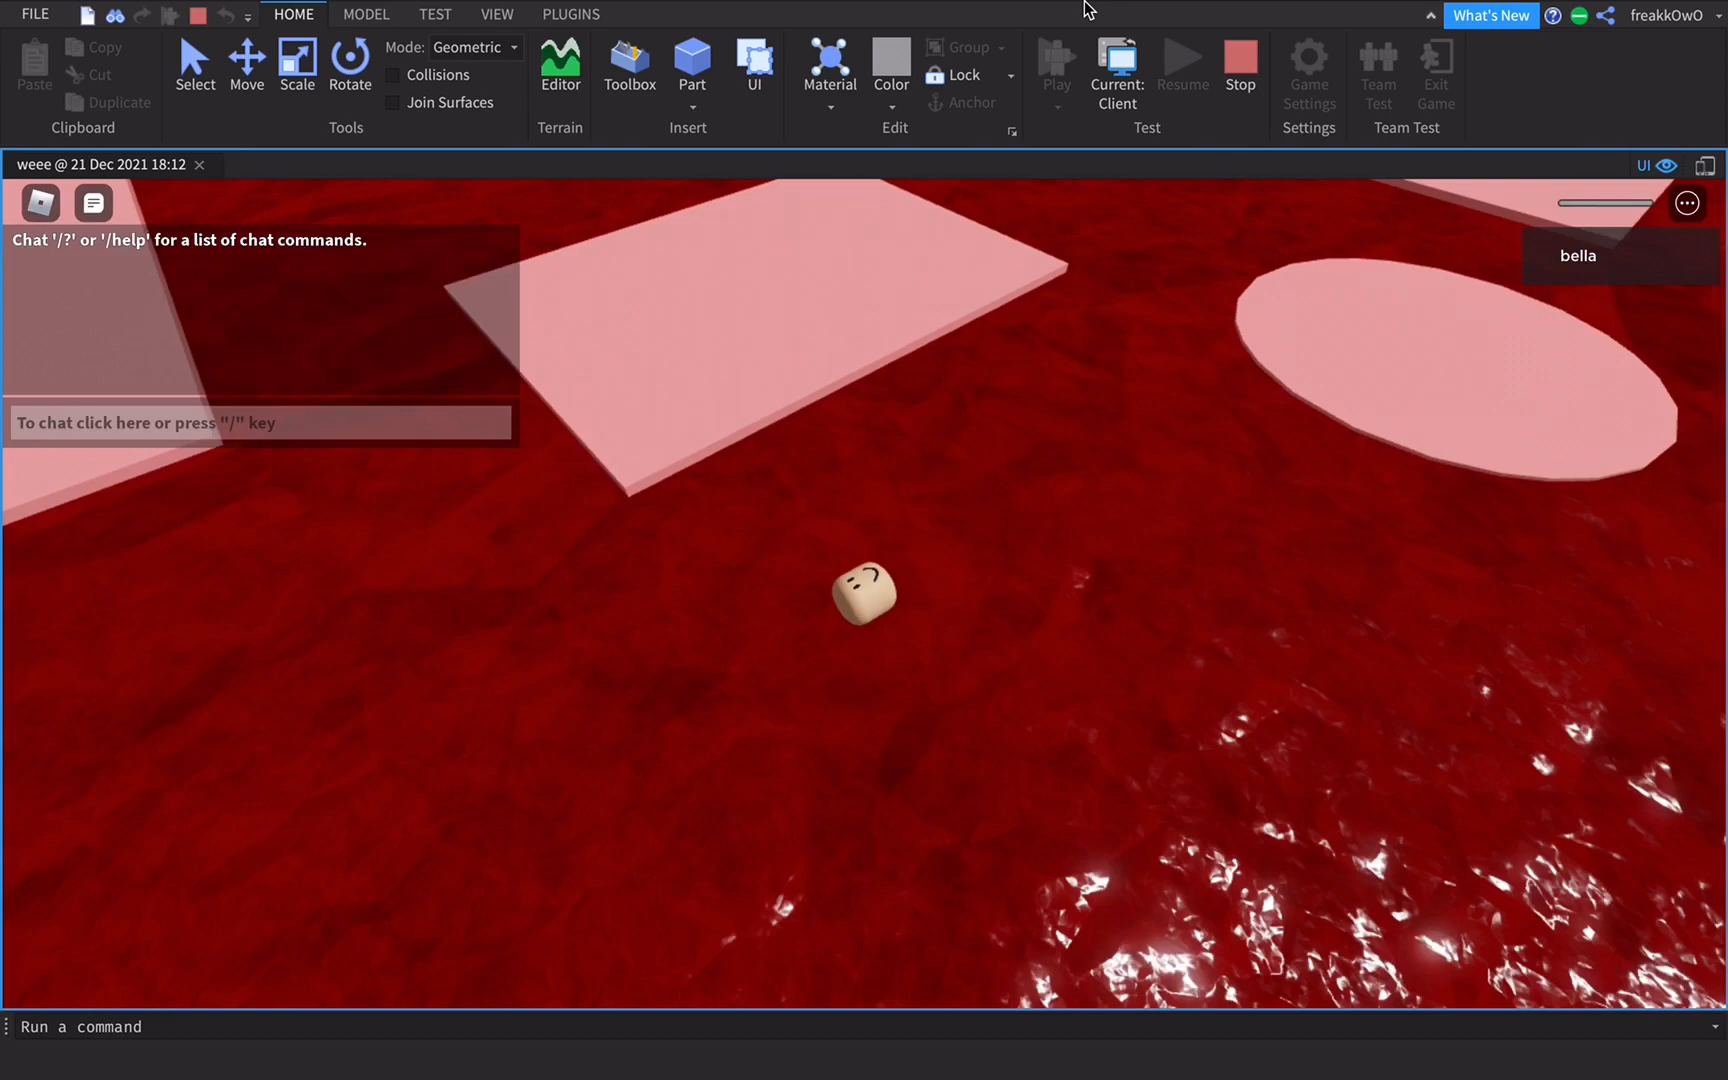 FILE HOME MODEL TEST VIEW PLUGINS What's New freakkOwO
Paste Copy Cut Duplicate Clipboard
Select Move Scale Rotate Mode: Geometric Collisions Join Surfaces Tools
Editor Terrain
Toolbox Part UI Insert
Material Color Group Lock Anchor Edit
Play Current: Client Resume Stop Test
Game Settings Settings
Team Test Exit Game Team Test
weee @ 21 Dec 2021 18:12 UI
Chat '/?' or '/help' for a list of chat commands.
bella
To chat click here or press "/" key
Run a command